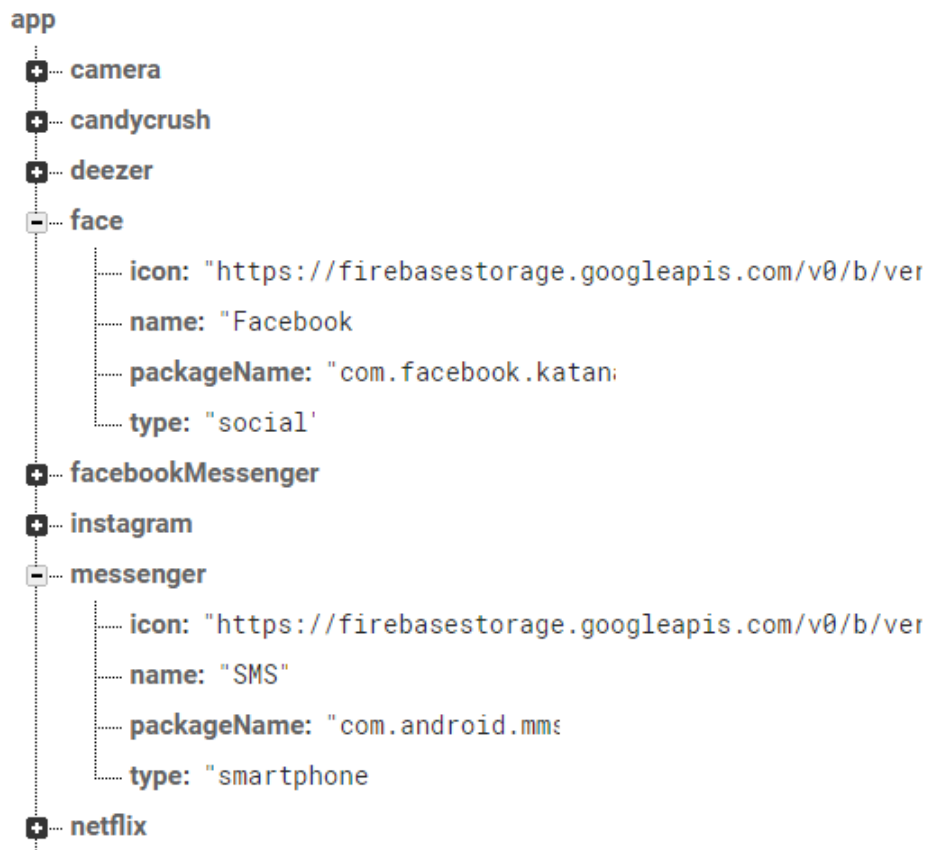 app
camera
candycrush
deezer
face
icon: "https://firebasestorage.googleapis.com/v0/b/ver
name: "Facebook
packageName: "com.facebook.katana
type: "social"
facebookMessenger
instagram
messenger
icon: "https://firebasestorage.googleapis.com/v0/b/ver
name: "SMS"
packageName: "com.android.mms
type: "smartphone
netflix